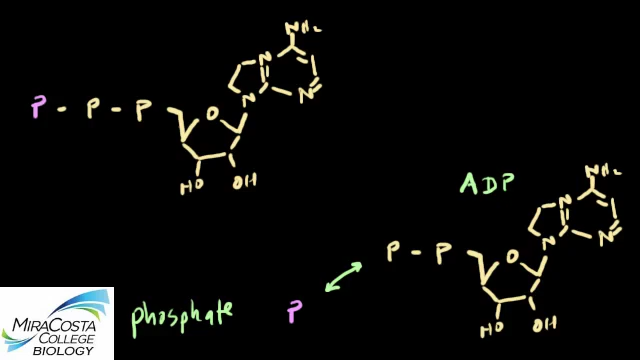 NH₂
N
N
N
P - P - P
O
HO
OH
ADP
NH₂
N
N
N
P - P
O
HO
OH
phosphate
P
MIRACOSTA
COLLEGE
BIOLOGY